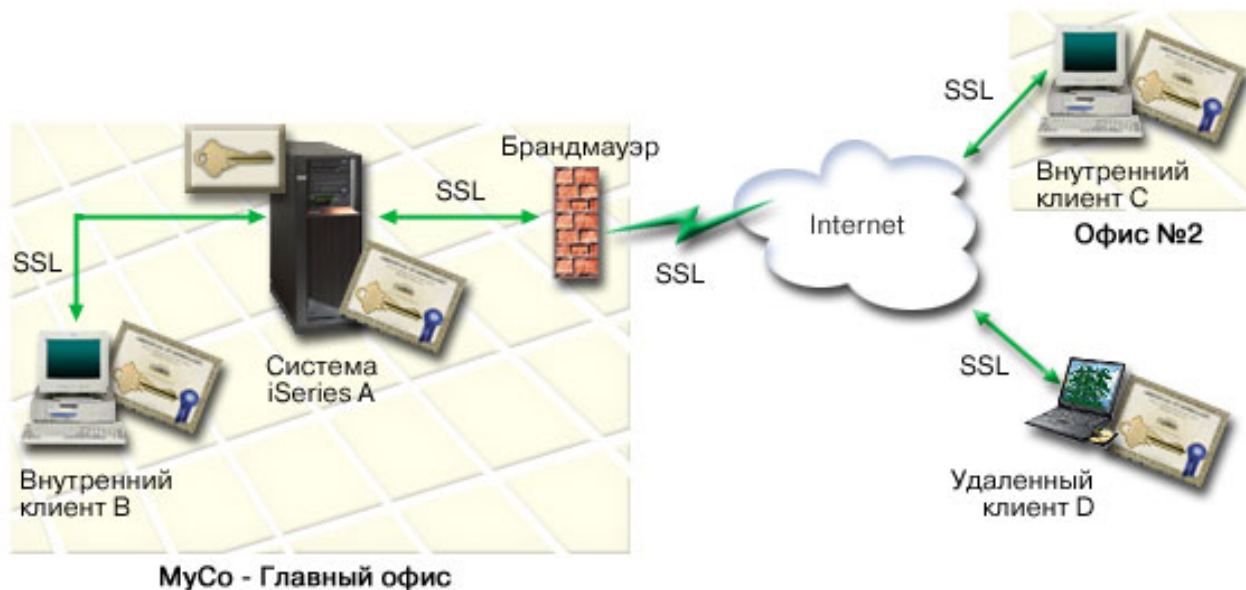 SSL
Внутренний
клиент C
Офис №2
Брандмауэр
SSL
SSL
Internet
SSL
SSL
Система
iSeries A
Внутренний
клиент B
Удаленный
клиент D
MyCo - Главный офис